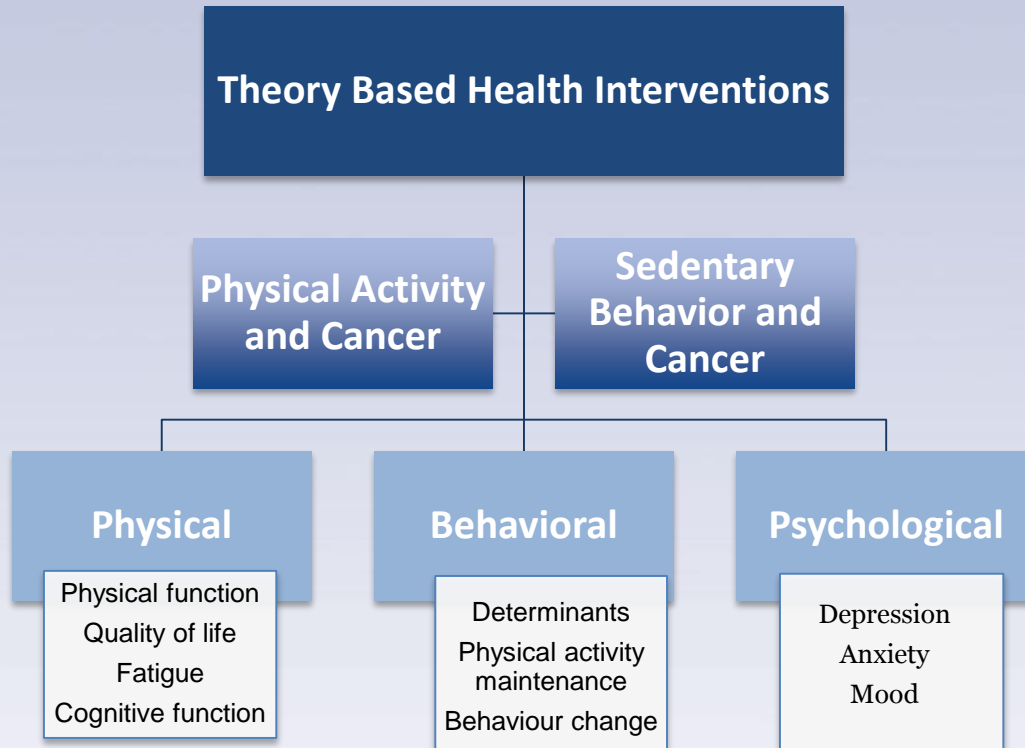 Theory Based Health Interventions
Physical Activity
and Cancer
Sedentary
Behavior and
Cancer
Physical
Physical function
Quality of life
Fatigue
Cognitive function
Behavioral
Determinants
Physical activity
maintenance
Behaviour change
Psychological
Depression
Anxiety
Mood